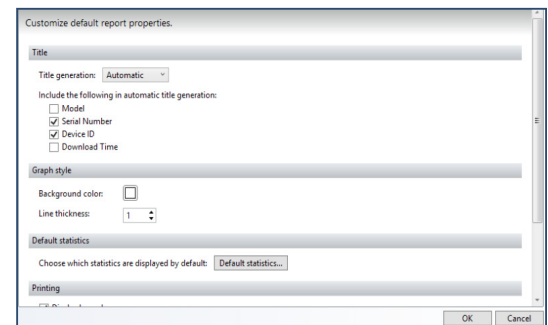 Customize default report properties.
Title
Title generation: Automatic
Include the following in automatic title generation:
Model
Serial Number
Device ID
Download Time
Graph style
Background color:
Line thickness: 1
Default statistics
Choose which statistics are displayed by default: Default statistics...
Printing
OK Cancel